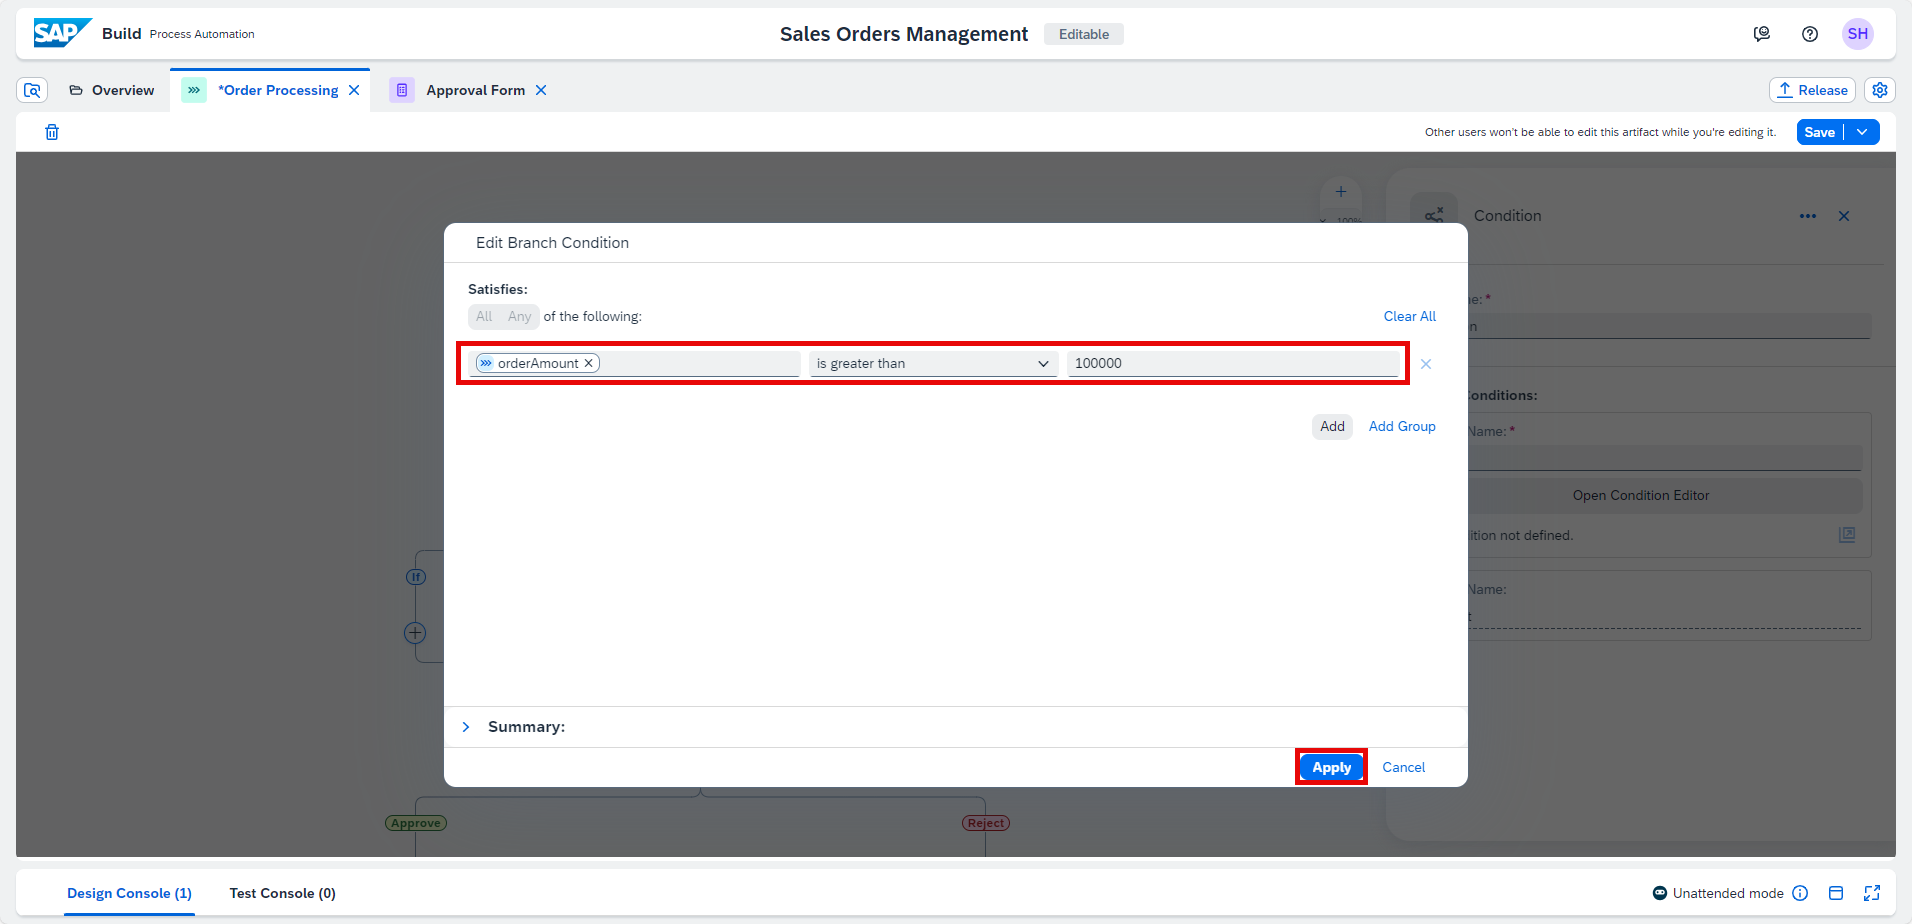 SAP Build Process Automation
Sales Orders Management Editable
SH
Overview
*Order Processing
Approval Form
Release
Other users won't be able to edit this artifact while you're editing it.
Save
100%
Condition
Edit Branch Condition
Satisfies:
All Any of the following:
Clear All
orderAmount
is greater than
100000
Add
Add Group
Conditions:
Name: *
Open Condition Editor
not defined.
Name:
If
Summary:
Apply
Cancel
Approve
Reject
Design Console (1)
Test Console (0)
Unattended mode